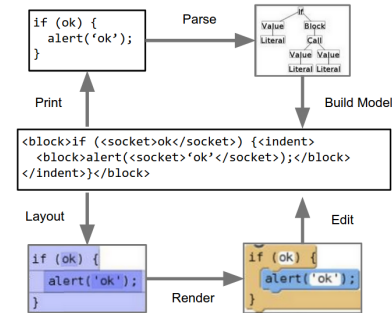 if (ok) {
alert(‘ok’);
}
Parse
If
Value Block
Literal Call
Value Value
Literal Literal
Print
Build Model
<block>if (<socket>ok</socket>) {<indent>
<block>alert(<socket>‘ok’</socket>);</block>
</indent>}</block>
Layout
Edit
if (ok) {
alert('ok');
}
Render
if (ok) {
alert('ok');
}